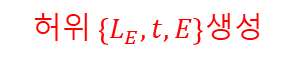 허위 {L_E, t, E}생성